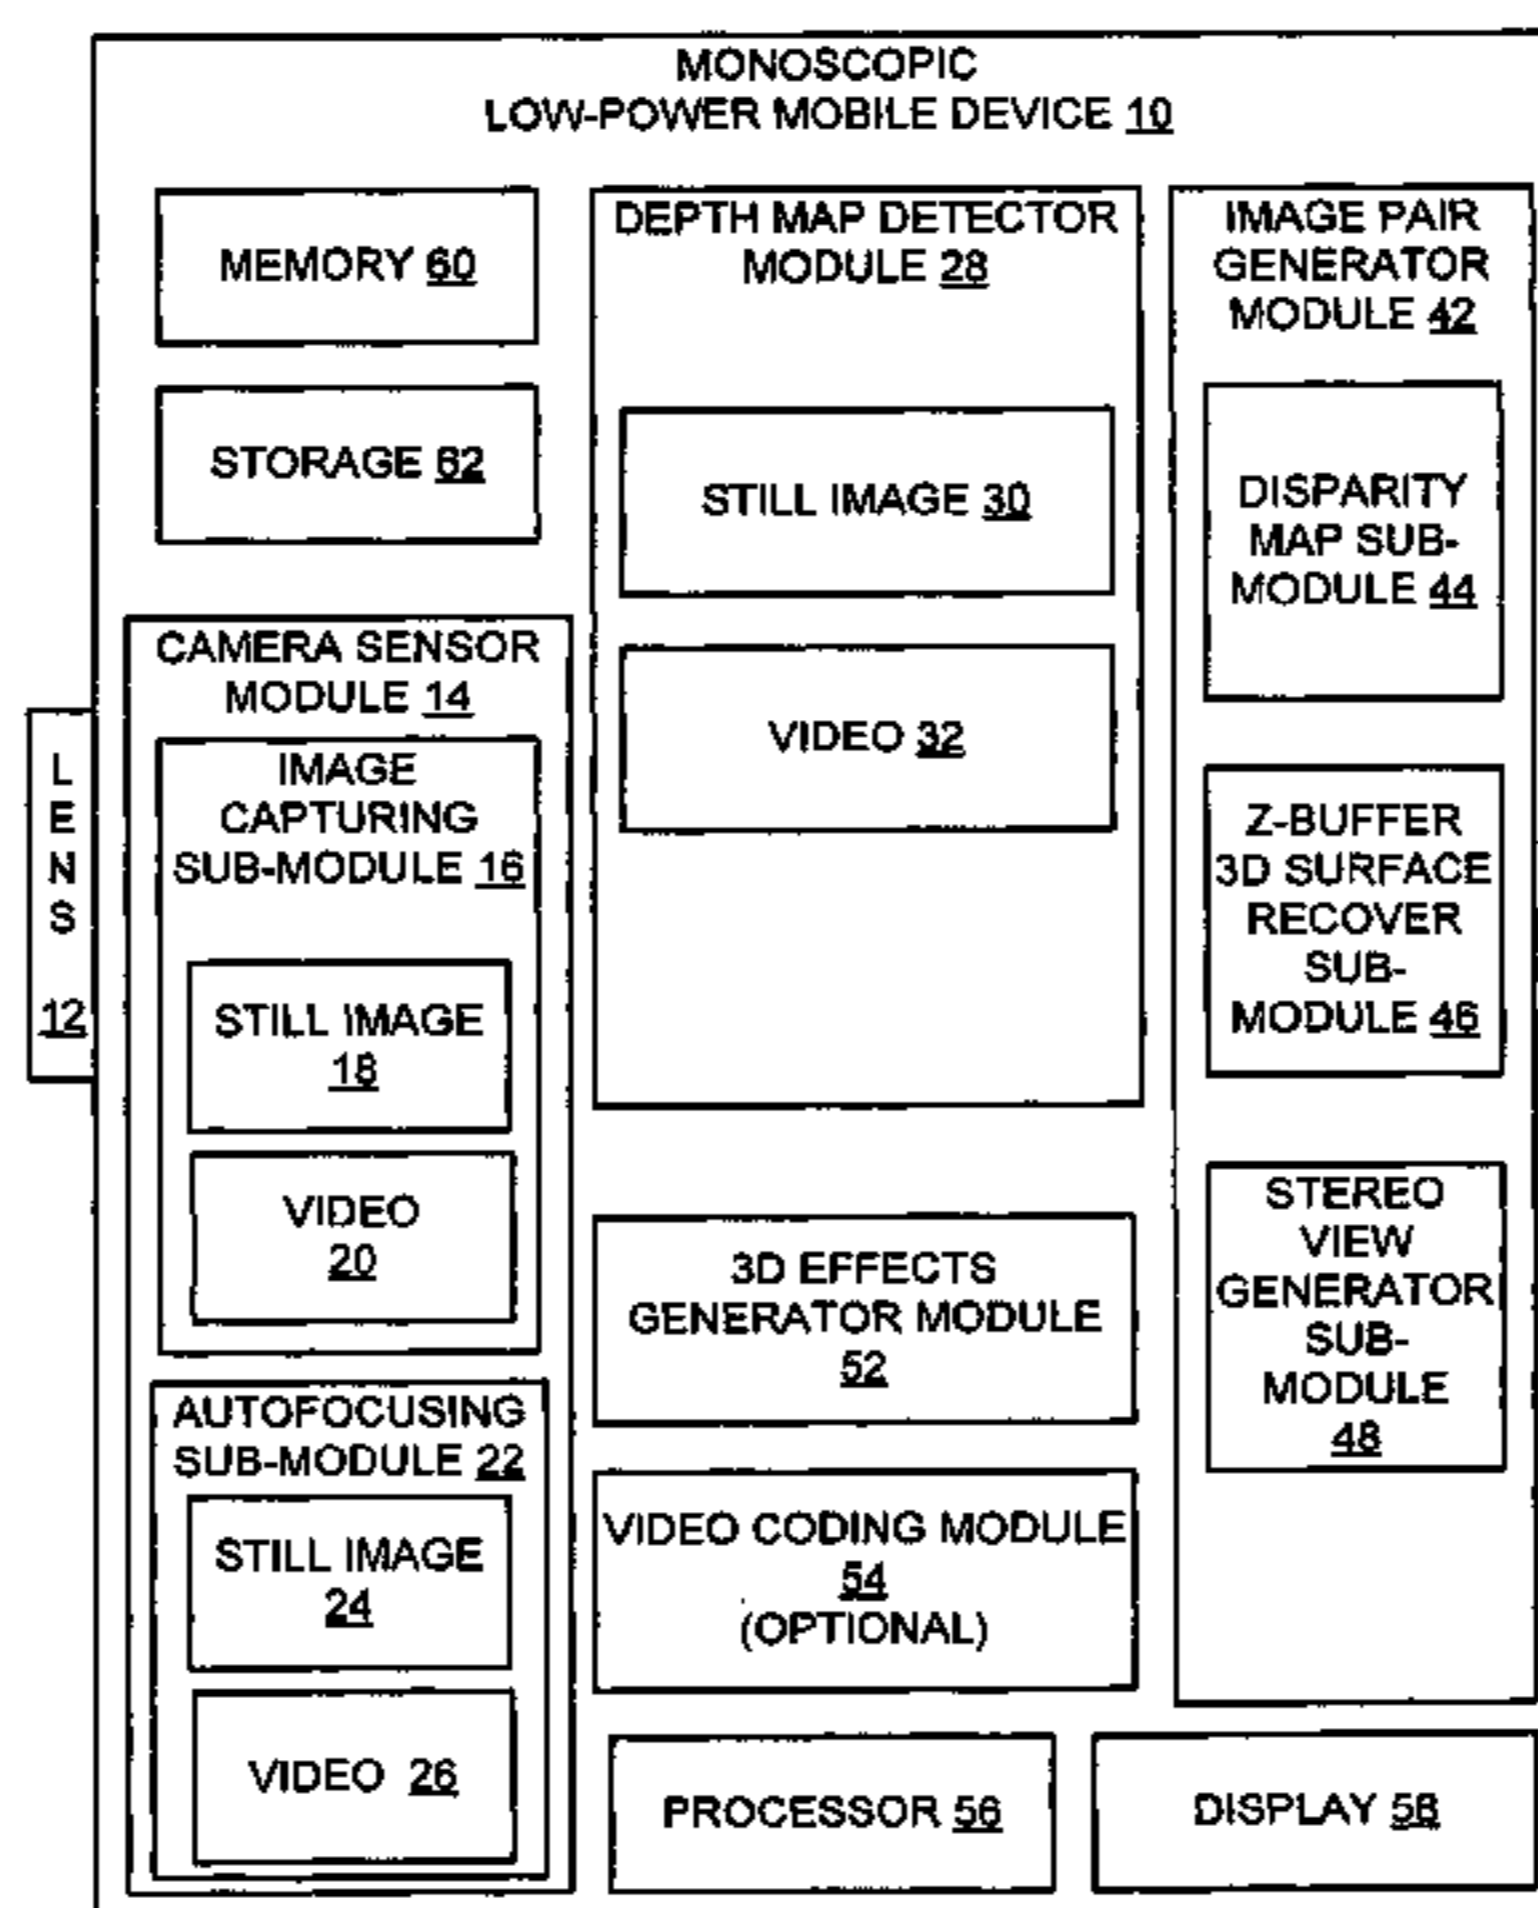 MONOSCOPIC
LOW-POWER MOBILE DEVICE 10
MEMORY 60
STORAGE 62
CAMERA SENSOR
MODULE 14
LENS 12
IMAGE
CAPTURING
SUB-MODULE 16
STILL IMAGE
18
VIDEO
20
AUTOFOCUSING
SUB-MODULE 22
STILL IMAGE
24
VIDEO 26
DEPTH MAP DETECTOR
MODULE 28
STILL IMAGE 30
VIDEO 32
3D EFFECTS
GENERATOR MODULE
52
VIDEO CODING MODULE
54
(OPTIONAL)
PROCESSOR 56
IMAGE PAIR
GENERATOR
MODULE 42
DISPARITY
MAP SUB-
MODULE 44
Z-BUFFER
3D SURFACE
RECOVER
SUB-
MODULE 46
STEREO
VIEW
GENERATOR
SUB-
MODULE
48
DISPLAY 58